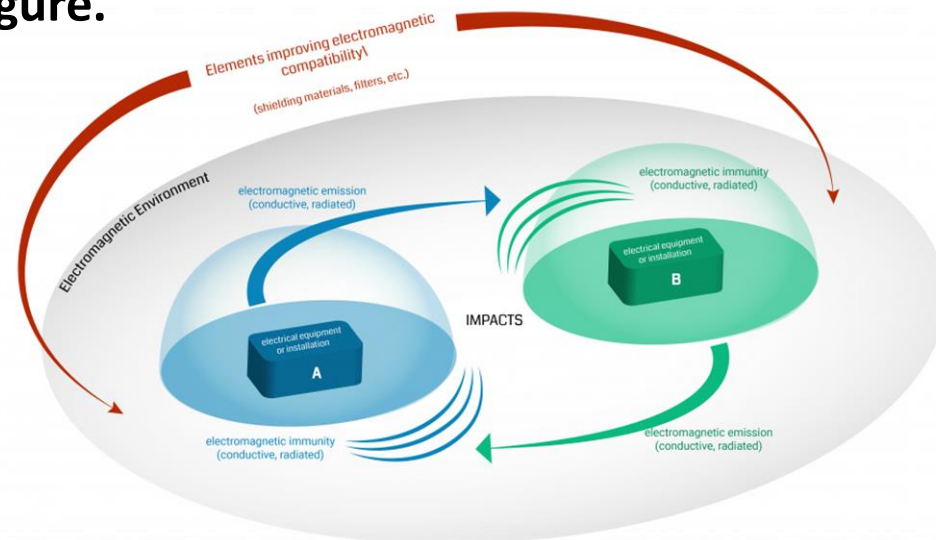 gure.
Elements improving electromagnetic
compatibility\
(shielding materials, filters, etc.)
Electromagnetic Environment
electromagnetic emission
(conductive, radiated)
electromagnetic immunity
(conductive, radiated)
electrical equipment
or installation
B
IMPACTS
electrical equipment
or installation
A
electromagnetic immunity
(conductive, radiated)
electromagnetic emission
(conductive, radiated)